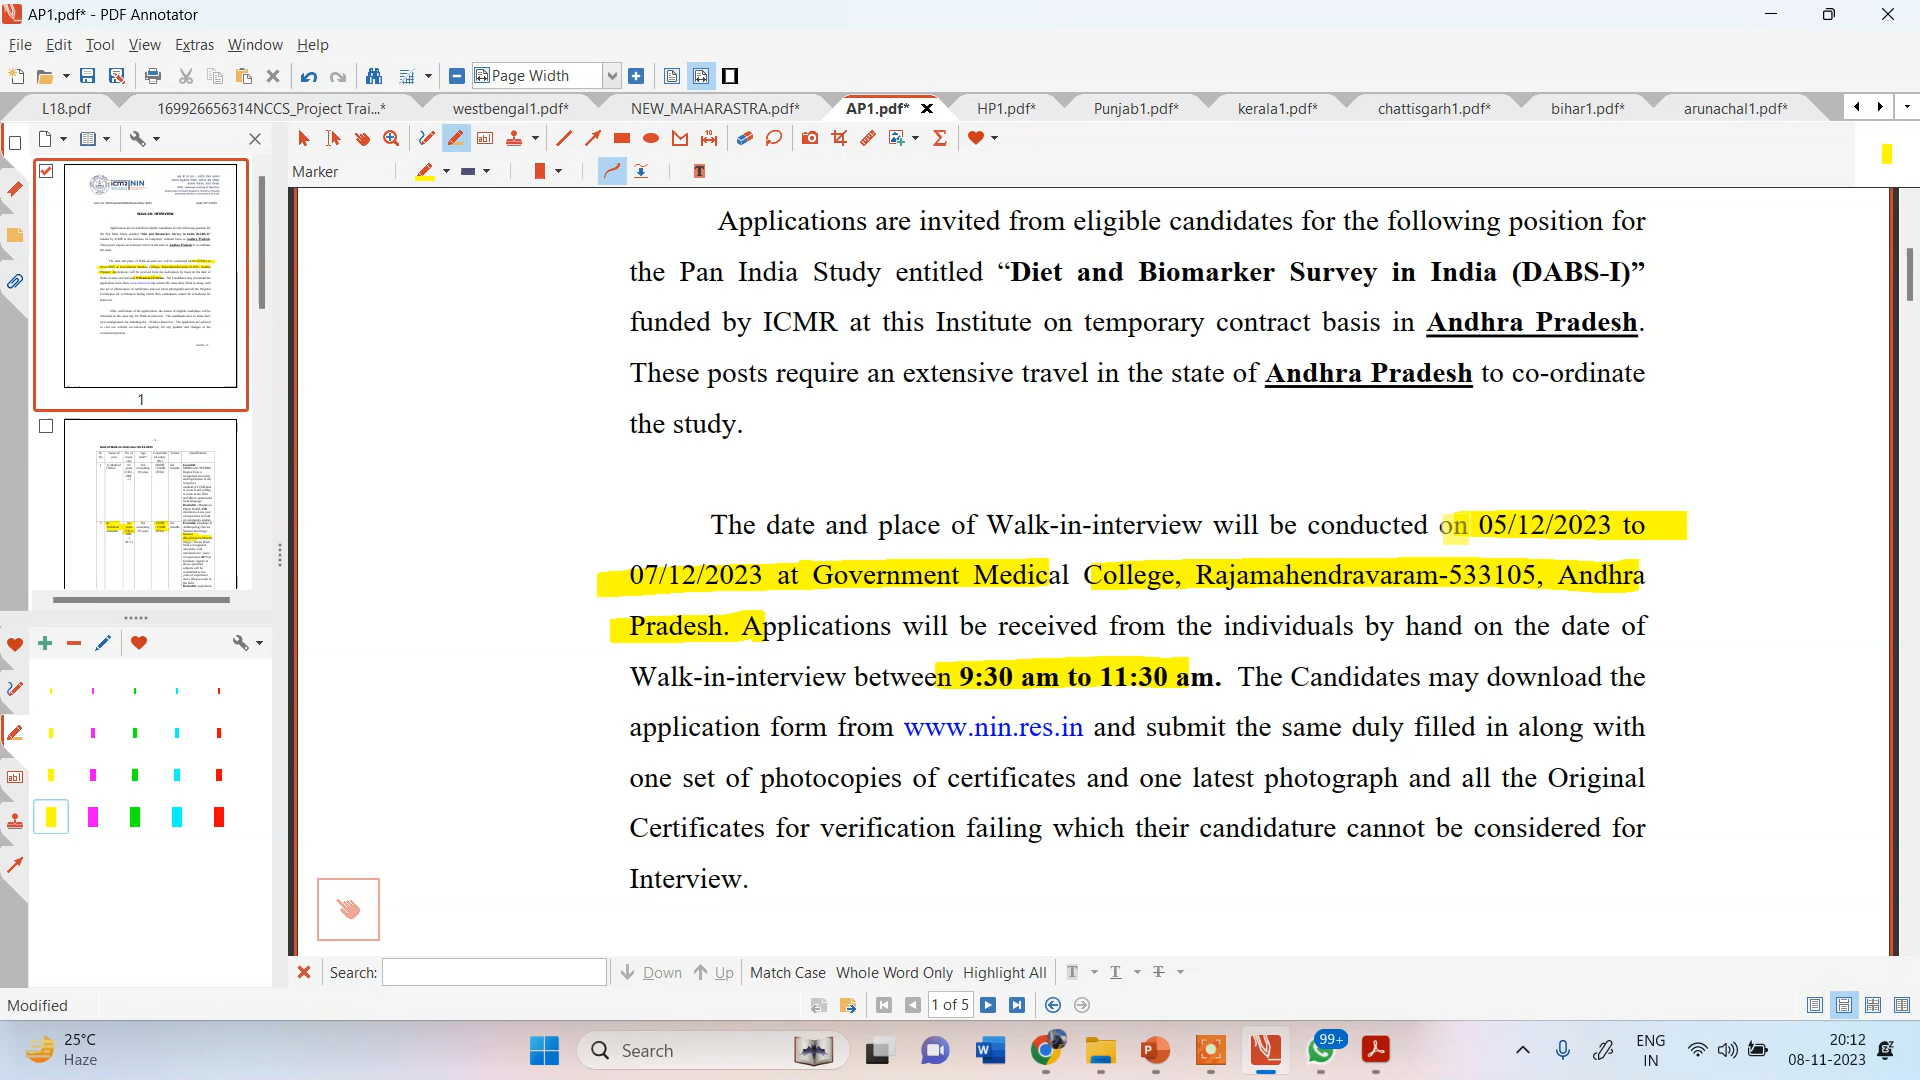 AP1.pdf* - PDF Annotator
File Edit Tool View Extras Window Help
Page Width
L18.pdf 169926656314NCCS_Project Trai...* westbengal1.pdf* NEW_MAHARASTRA.pdf* AP1.pdf* HP1.pdf* Punjab1.pdf* kerala1.pdf* chattisgarh1.pdf* bihar1.pdf* arunachal1.pdf*
Marker
Applications are invited from eligible candidates for the following position for
the Pan India Study entitled “Diet and Biomarker Survey in India (DABS-I)”
funded by ICMR at this Institute on temporary contract basis in Andhra Pradesh.
These posts require an extensive travel in the state of Andhra Pradesh to co-ordinate
the study.
The date and place of Walk-in-interview will be conducted on 05/12/2023 to
07/12/2023 at Government Medical College, Rajamahendravaram-533105, Andhra
Pradesh. Applications will be received from the individuals by hand on the date of
Walk-in-interview between 9:30 am to 11:30 am. The Candidates may download the
application form from www.nin.res.in and submit the same duly filled in along with
one set of photocopies of certificates and one latest photograph and all the Original
Certificates for verification failing which their candidature cannot be considered for
Interview.
1
Search: Down Up Match Case Whole Word Only Highlight All
Modified
1 of 5
25°C
Haze
Search
99+
ENG
IN
20:12
08-11-2023